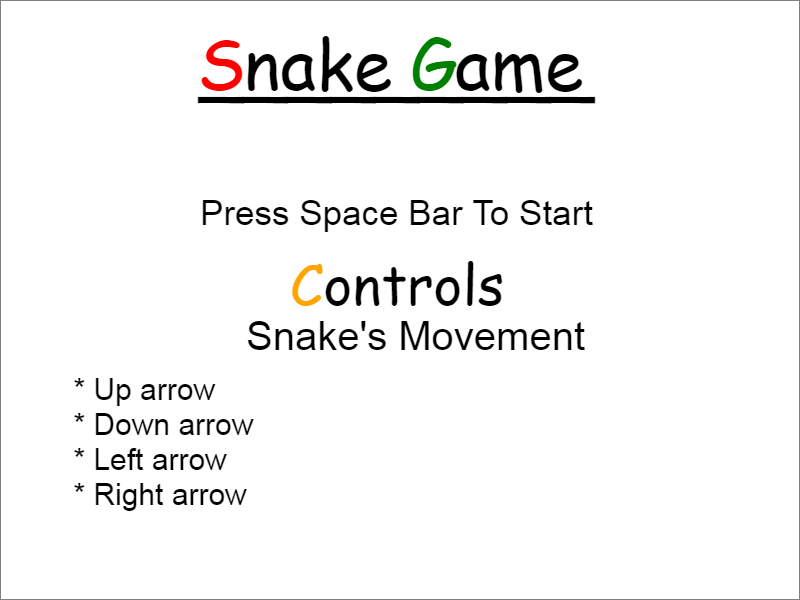 Snake Game
Press Space Bar To Start
Controls
Snake's Movement
* Up arrow
* Down arrow
* Left arrow
* Right arrow